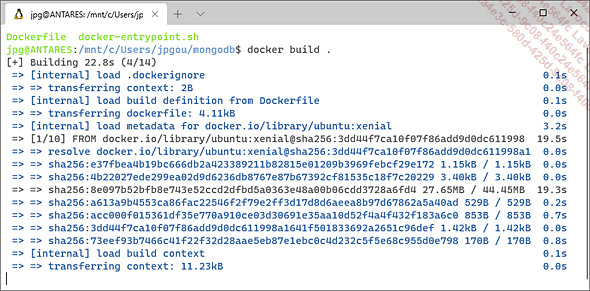 jpg@ANTARES: /mnt/c/Users/jp
Dockerfile docker-entrypoint.sh
jpg@ANTARES:/mnt/c/Users/jpgou/mongodb$ docker build .
[+] Building 22.8s (4/14)
=> [internal] load .dockerignore 0.1s
=> => transferring context: 2B 0.0s
=> [internal] load build definition from Dockerfile 0.1s
=> => transferring dockerfile: 4.11kB 0.0s
=> [internal] load metadata for docker.io/library/ubuntu:xenial 3.2s
=> [1/10] FROM docker.io/library/ubuntu:xenial@sha256:3dd44f7ca10f07f86add9d0dc611998 19.5s
=> => resolve docker.io/library/ubuntu:xenial@sha256:3dd44f7ca10f07f86add9d0dc611998a1 0.0s
=> => sha256:e37fbea4b19bc666db2a423389211b82815e01209b3969febcf29e172 1.15kB / 1.15kB 0.0s
=> => sha256:4b22027ede299ea02d9d6236db8767e87b67392cf81535c18f7c20229 3.40kB / 3.40kB 0.0s
=> => sha256:8e097b52bfb8e743e52ccd2dfbd5a0363e48a00b06cdd3728a6fd4 27.65MB / 44.45MB 19.3s
=> => sha256:a613a9b4553ca86fac22546f2f79e2ff3d17d8d6aeea8b97d67862a5a40ad 529B / 529B 0.2s
=> => sha256:acc000f015361df35e770a910ce03d30691e35aa10d52f4a4f432f183a6c0 853B / 853B 0.7s
=> => sha256:3dd44f7ca10f07f86add9d0dc611998a1641f501833692a2651c96def 1.42kB / 1.42kB 0.0s
=> => sha256:73eef93b7466c41f22f32d28aae5eb87e1ebc0c4d232c5f5e68c955d0e798 170B / 170B 0.8s
=> [internal] load build context 0.1s
=> => transferring context: 11.23kB 0.0s